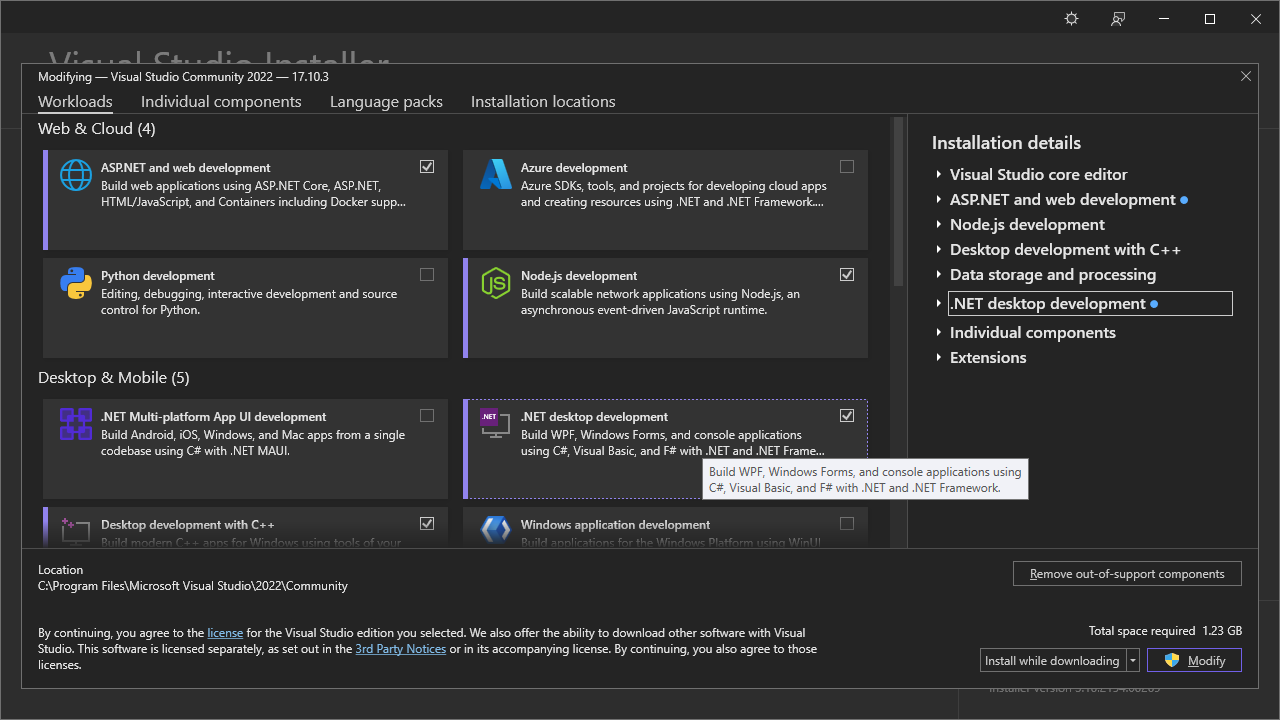 Visual Studio Installer
Modifying — Visual Studio Community 2022 — 17.10.3
Workloads
Individual components
Language packs
Installation locations
Web & Cloud (4)
ASP.NET and web development
Build web applications using ASP.NET Core, ASP.NET,
HTML/JavaScript, and Containers including Docker supp...
Azure development
Azure SDKs, tools, and projects for developing cloud apps
and creating resources using .NET and .NET Framework....
Python development
Editing, debugging, interactive development and source
control for Python.
Node.js development
Build scalable network applications using Node.js, an
asynchronous event-driven JavaScript runtime.
Desktop & Mobile (5)
.NET Multi-platform App UI development
Build Android, iOS, Windows, and Mac apps from a single
codebase using C# with .NET MAUI.
.NET
.NET desktop development
Build WPF, Windows Forms, and console applications
using C#, Visual Basic, and F# with .NET and .NET Frame...
Build WPF, Windows Forms, and console applications using
C#, Visual Basic, and F# with .NET and .NET Framework.
Desktop development with C++
Build modern C++ apps for Windows using tools of your
Windows application development
Build applications for the Windows Platform using WinUI
Installation details
Visual Studio core editor
ASP.NET and web development
Node.js development
Desktop development with C++
Data storage and processing
.NET desktop development
Individual components
Extensions
Location
C:\Program Files\Microsoft Visual Studio\2022\Community
Remove out-of-support components
By continuing, you agree to the license for the Visual Studio edition you selected. We also offer the ability to download other software with Visual
Studio. This software is licensed separately, as set out in the 3rd Party Notices or in its accompanying license. By continuing, you also agree to those
licenses.
Total space required 1.23 GB
Install while downloading
Modify
Installer version